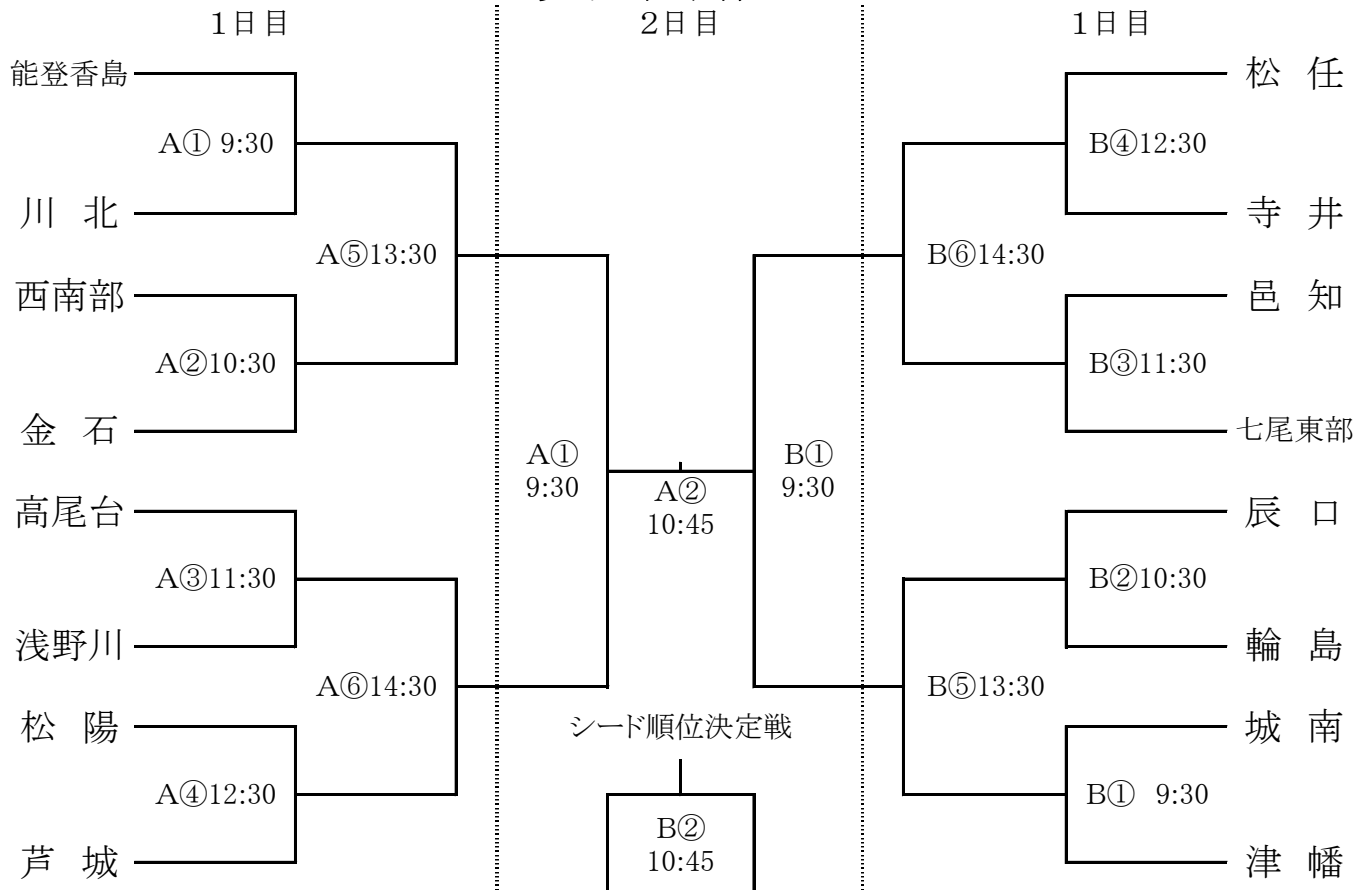 1日目
2日目
1日目
能登香島
A① 9:30
川 北
A⑤13:30
西南部
A②10:30
金 石
A①
9:30
高尾台
A③11:30
浅野川
A⑥14:30
松 陽
A④12:30
芦 城
A②
10:45
シード順位決定戦
B②
10:45
B①
9:30
松 任
B④12:30
寺 井
B⑥14:30
邑 知
B③11:30
七尾東部
辰 口
B②10:30
輪 島
B⑤13:30
城 南
B① 9:30
津 幡